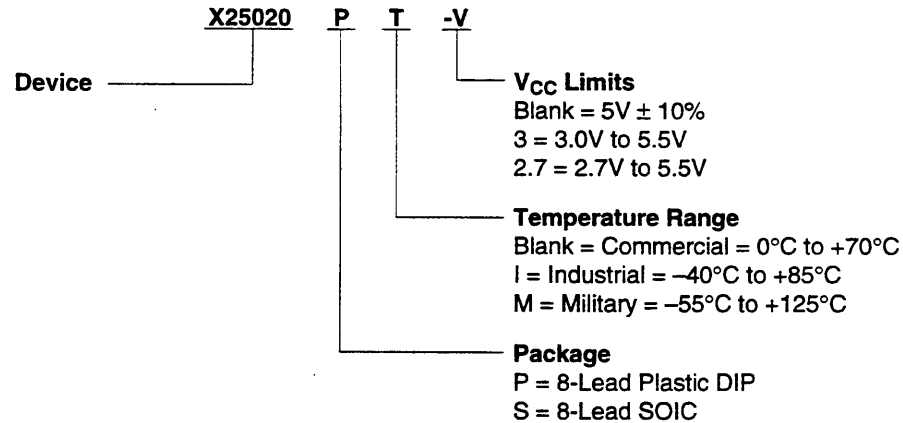 X25020 P T -V
Device
VCC Limits
Blank = 5V ± 10%
3 = 3.0V to 5.5V
2.7 = 2.7V to 5.5V
Temperature Range
Blank = Commercial = 0°C to +70°C
I = Industrial = –40°C to +85°C
M = Military = –55°C to +125°C
Package
P = 8-Lead Plastic DIP
S = 8-Lead SOIC